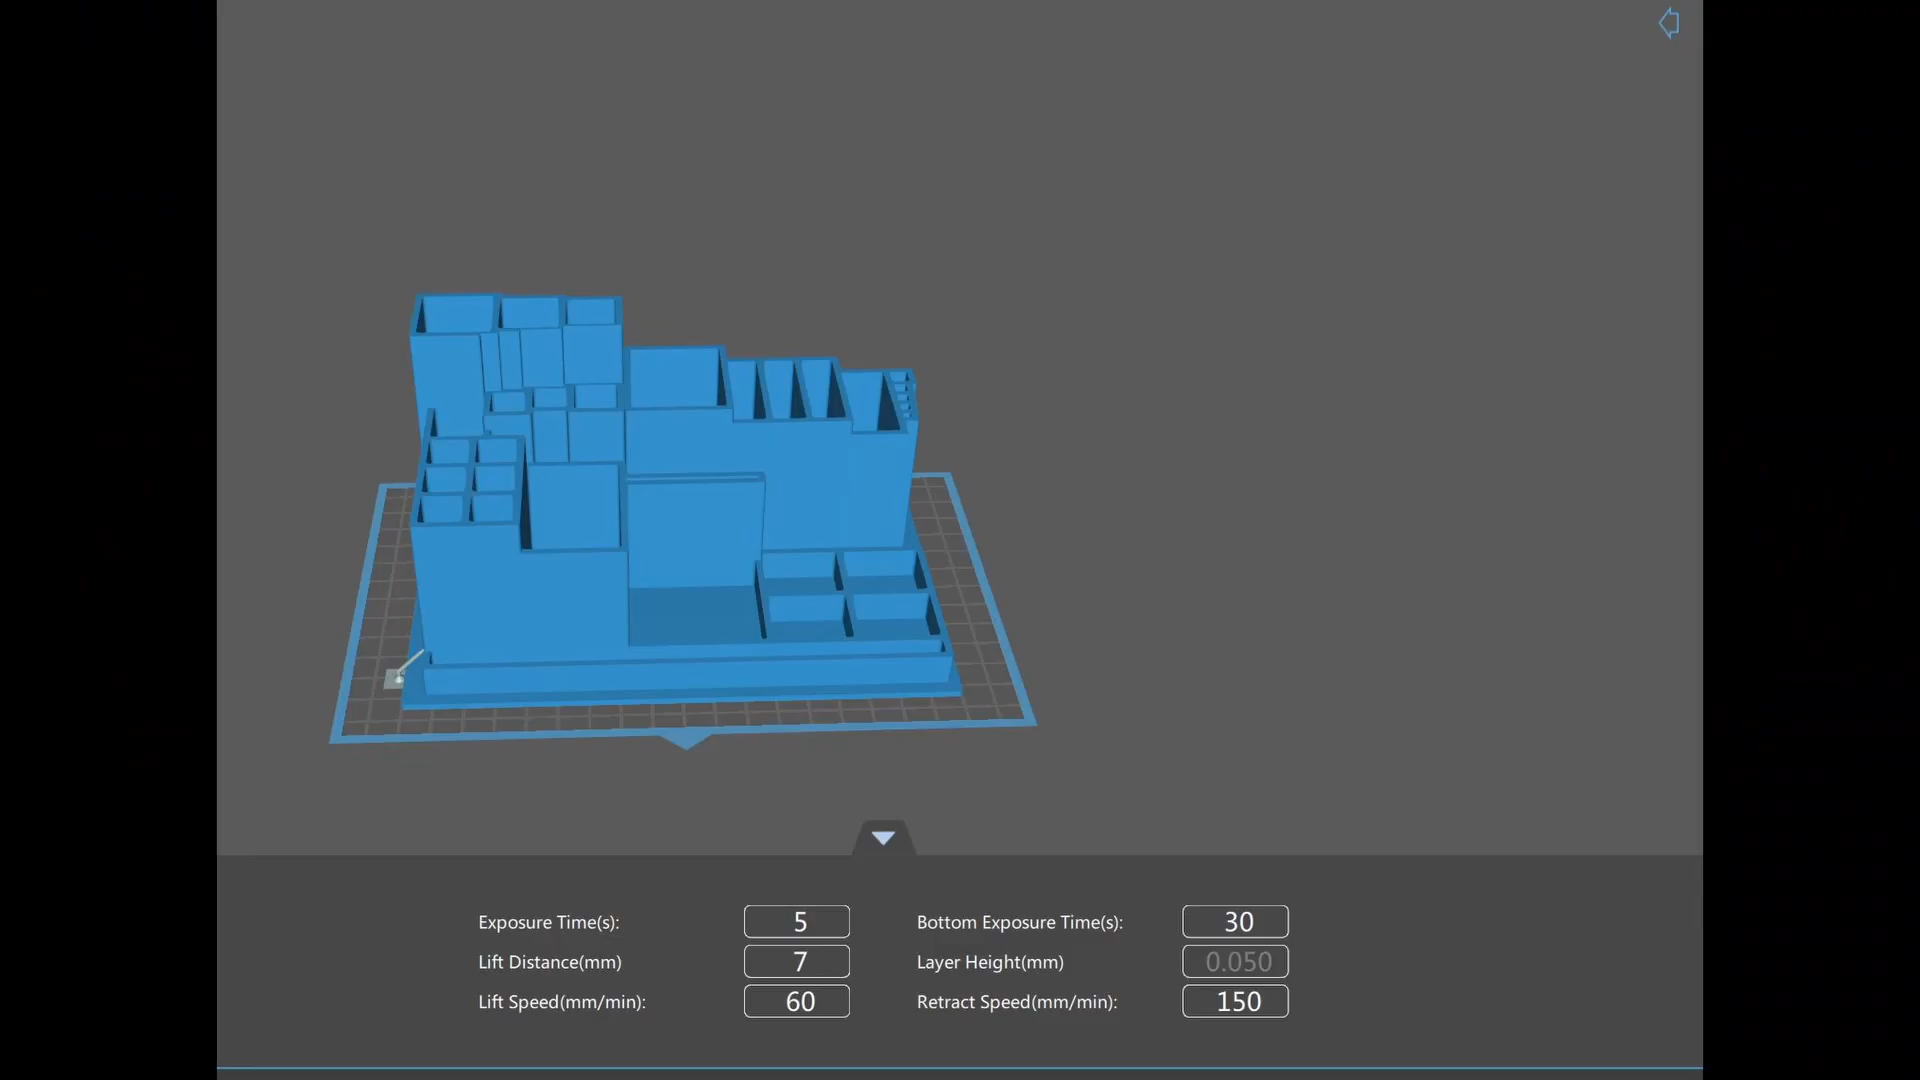 Exposure Time(s): 5 Bottom Exposure Time(s): 30
Lift Distance(mm) 7 Layer Height(mm) 0.050
Lift Speed(mm/min): 60 Retract Speed(mm/min): 150